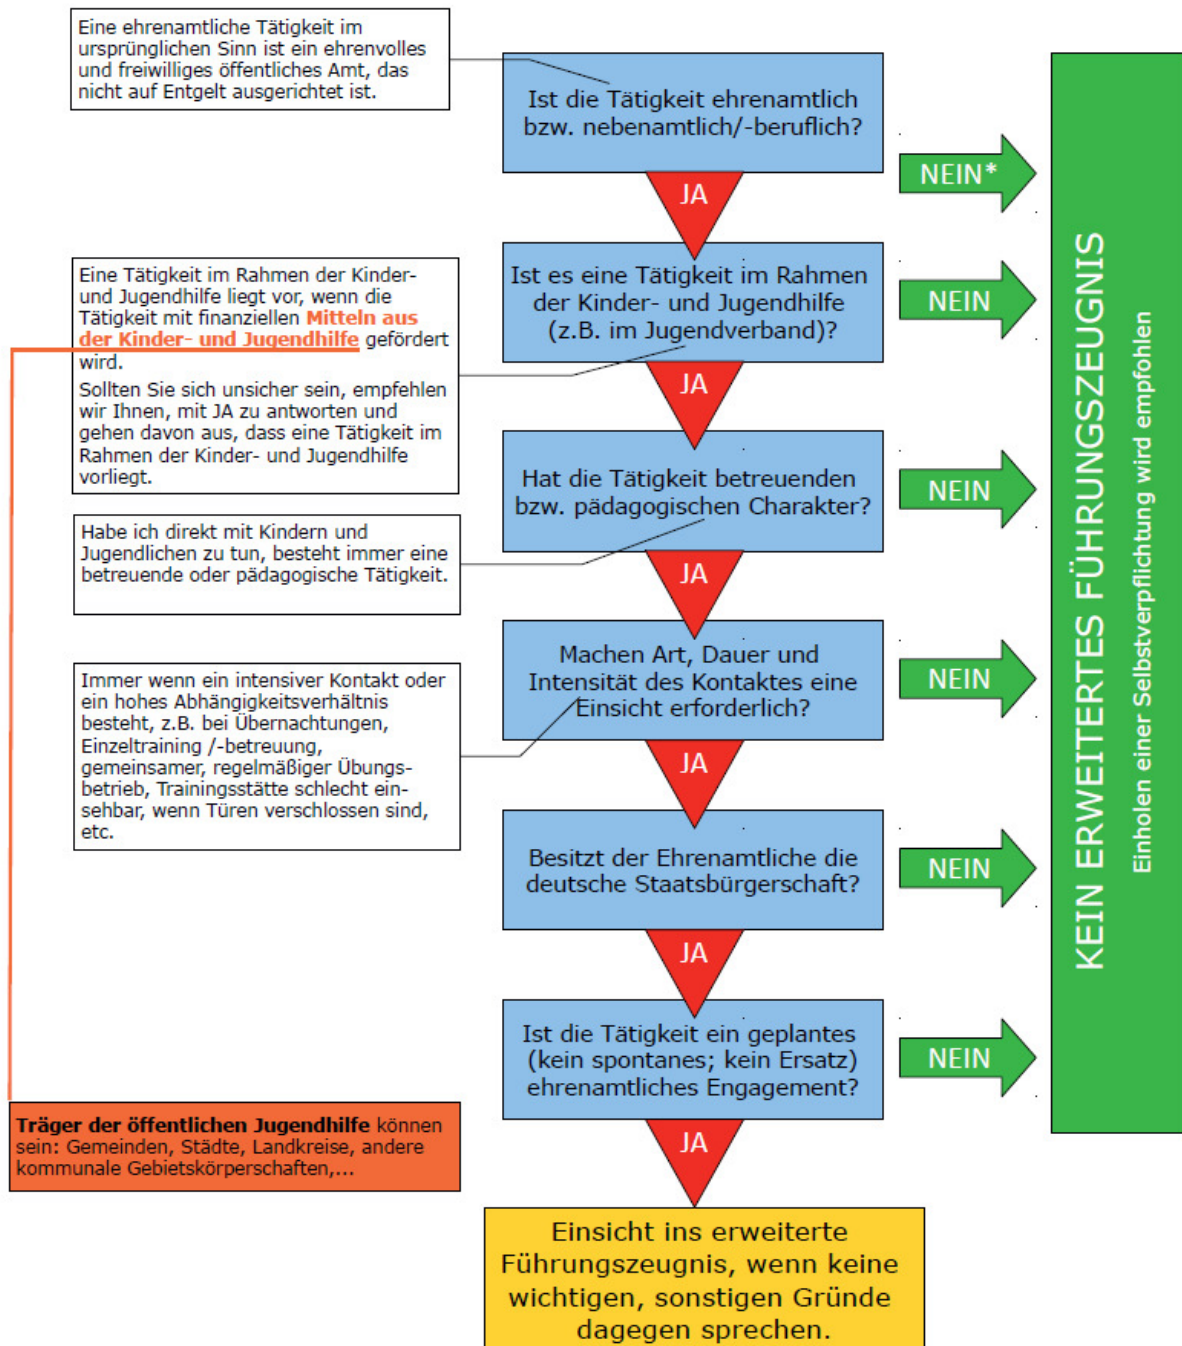 Eine ehrenamtliche Tätigkeit im
ursprünglichen Sinn ist ein ehrenvolles
und freiwilliges öffentliches Amt, das
nicht auf Entgelt ausgerichtet ist.
Ist die Tätigkeit ehrenamtlich
bzw. nebenamtlich/-beruflich?
NEIN*
JA
Eine Tätigkeit im Rahmen der Kinder-
und Jugendhilfe liegt vor, wenn die
Tätigkeit mit finanziellen Mitteln aus
der Kinder- und Jugendhilfe gefördert
wird.
Sollten Sie sich unsicher sein, empfehlen
wir Ihnen, mit JA zu antworten und
gehen davon aus, dass eine Tätigkeit im
Rahmen der Kinder- und Jugendhilfe
vorliegt.
Ist es eine Tätigkeit im Rahmen
der Kinder- und Jugendhilfe
(z.B. im Jugendverband)?
NEIN
JA
Habe ich direkt mit Kindern und
Jugendlichen zu tun, besteht immer eine
betreuende oder pädagogische Tätigkeit.
Hat die Tätigkeit betreuenden
bzw. pädagogischen Charakter?
NEIN
JA
Immer wenn ein intensiver Kontakt oder
ein hohes Abhängigkeitsverhältnis
besteht, z.B. bei Übernachtungen,
Einzeltraining /-betreuung,
gemeinsamer, regelmäßiger Übungs-
betrieb, Trainingsstätte schlecht ein-
sehbar, wenn Türen verschlossen sind,
etc.
Machen Art, Dauer und
Intensität des Kontaktes eine
Einsicht erforderlich?
NEIN
JA
Besitzt der Ehrenamtliche die
deutsche Staatsbürgerschaft?
NEIN
JA
Ist die Tätigkeit ein geplantes
(kein spontanes; kein Ersatz)
ehrenamtliches Engagement?
NEIN
JA
Träger der öffentlichen Jugendhilfe können
sein: Gemeinden, Städte, Landkreise, andere
kommunale Gebietskörperschaften,...
Einsicht ins erweiterte
Führungszeugnis, wenn keine
wichtigen, sonstigen Gründe
dagegen sprechen.
KEIN ERWEITERTES FÜHRUNGSZEUGNIS
Einholen einer Selbstverpflichtung wird empfohlen